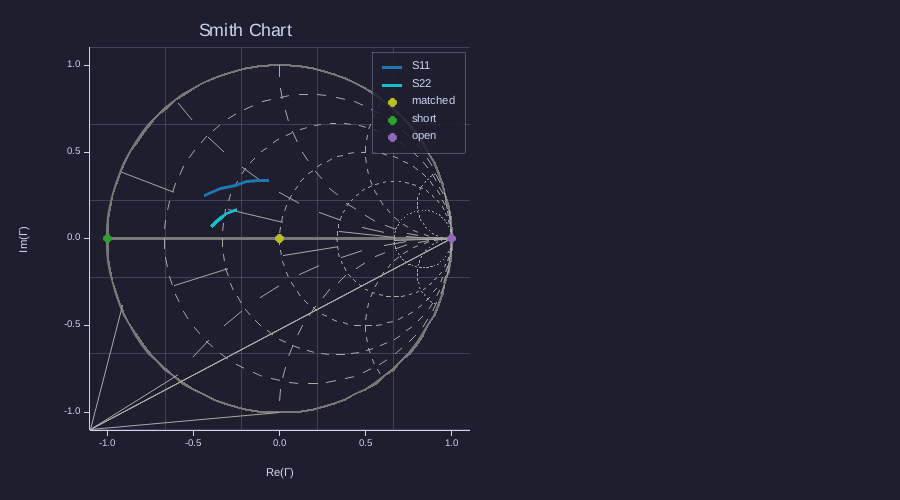 Smith Chart
S11
S22
matched
short
open
1.0
0.5
0.0
-0.5
-1.0
Im(Γ)
-1.0 -0.5 0.0 0.5 1.0
Re(Γ)